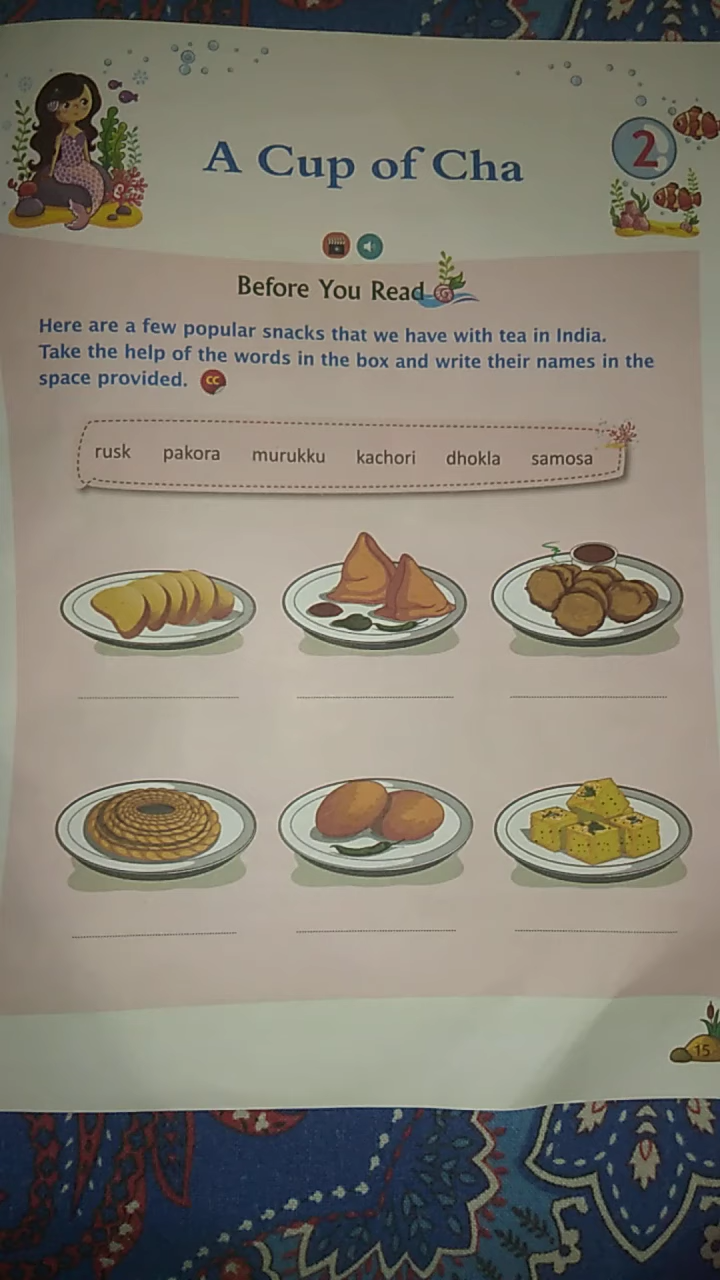 A Cup of Cha
2
Before You Read
Here are a few popular snacks that we have with tea in India.
Take the help of the words in the box and write their names in the
space provided. CC
rusk pakora murukku kachori dhokla samosa
15